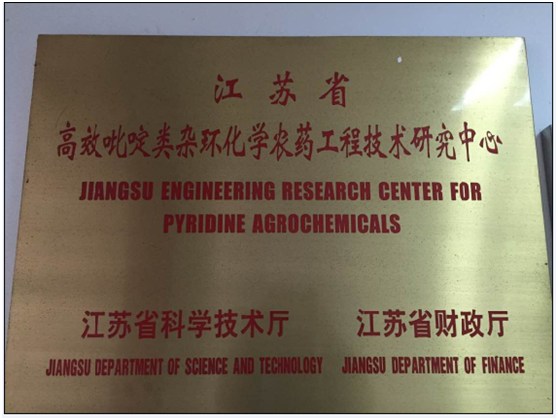 江苏省
高效吡啶类杂环化学农药工程技术研究中心
JIANGSU ENGINEERING RESEARCH CENTER FOR
PYRIDINE AGROCHEMICALS
江苏省科学技术厅 江苏省财政厅
JIANGSU DEPARTMENT OF SCIENCE AND TECHNOLOGY JIANGSU DEPARTMENT OF FINANCE